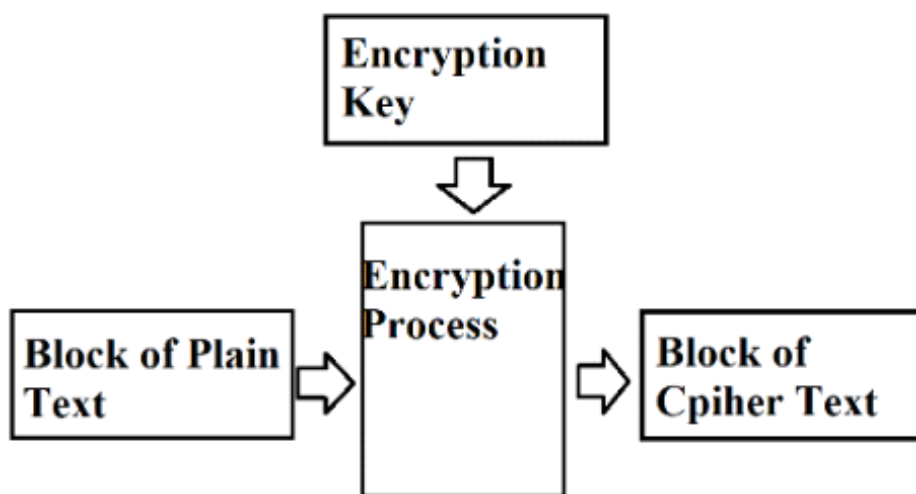 Encryption
Key
Encryption
Process
Block of Plain
Text
Block of
Cpiher Text